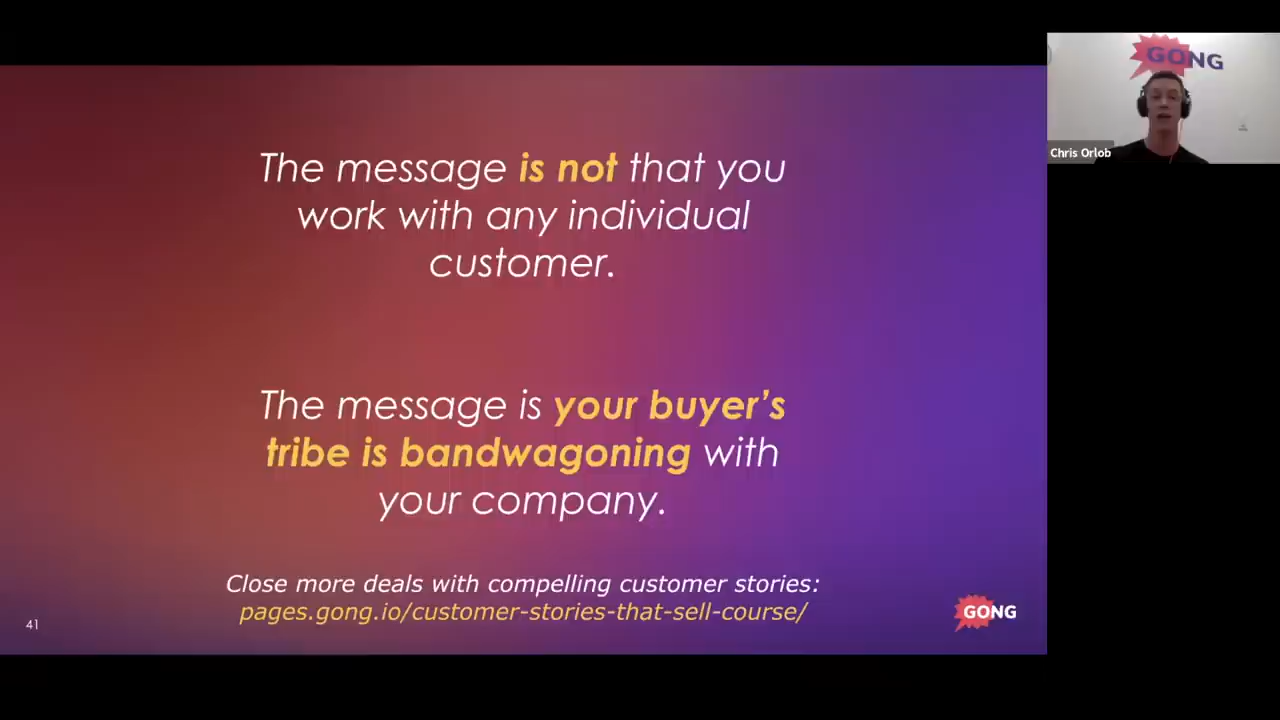 The message is not that you
work with any individual
customer.
The message is your buyer's
tribe is bandwagoning with
your company.
Close more deals with compelling customer stories:
pages.gong.io/customer-stories-that-sell-course/
41
GONG
GONG
Chris Orlob